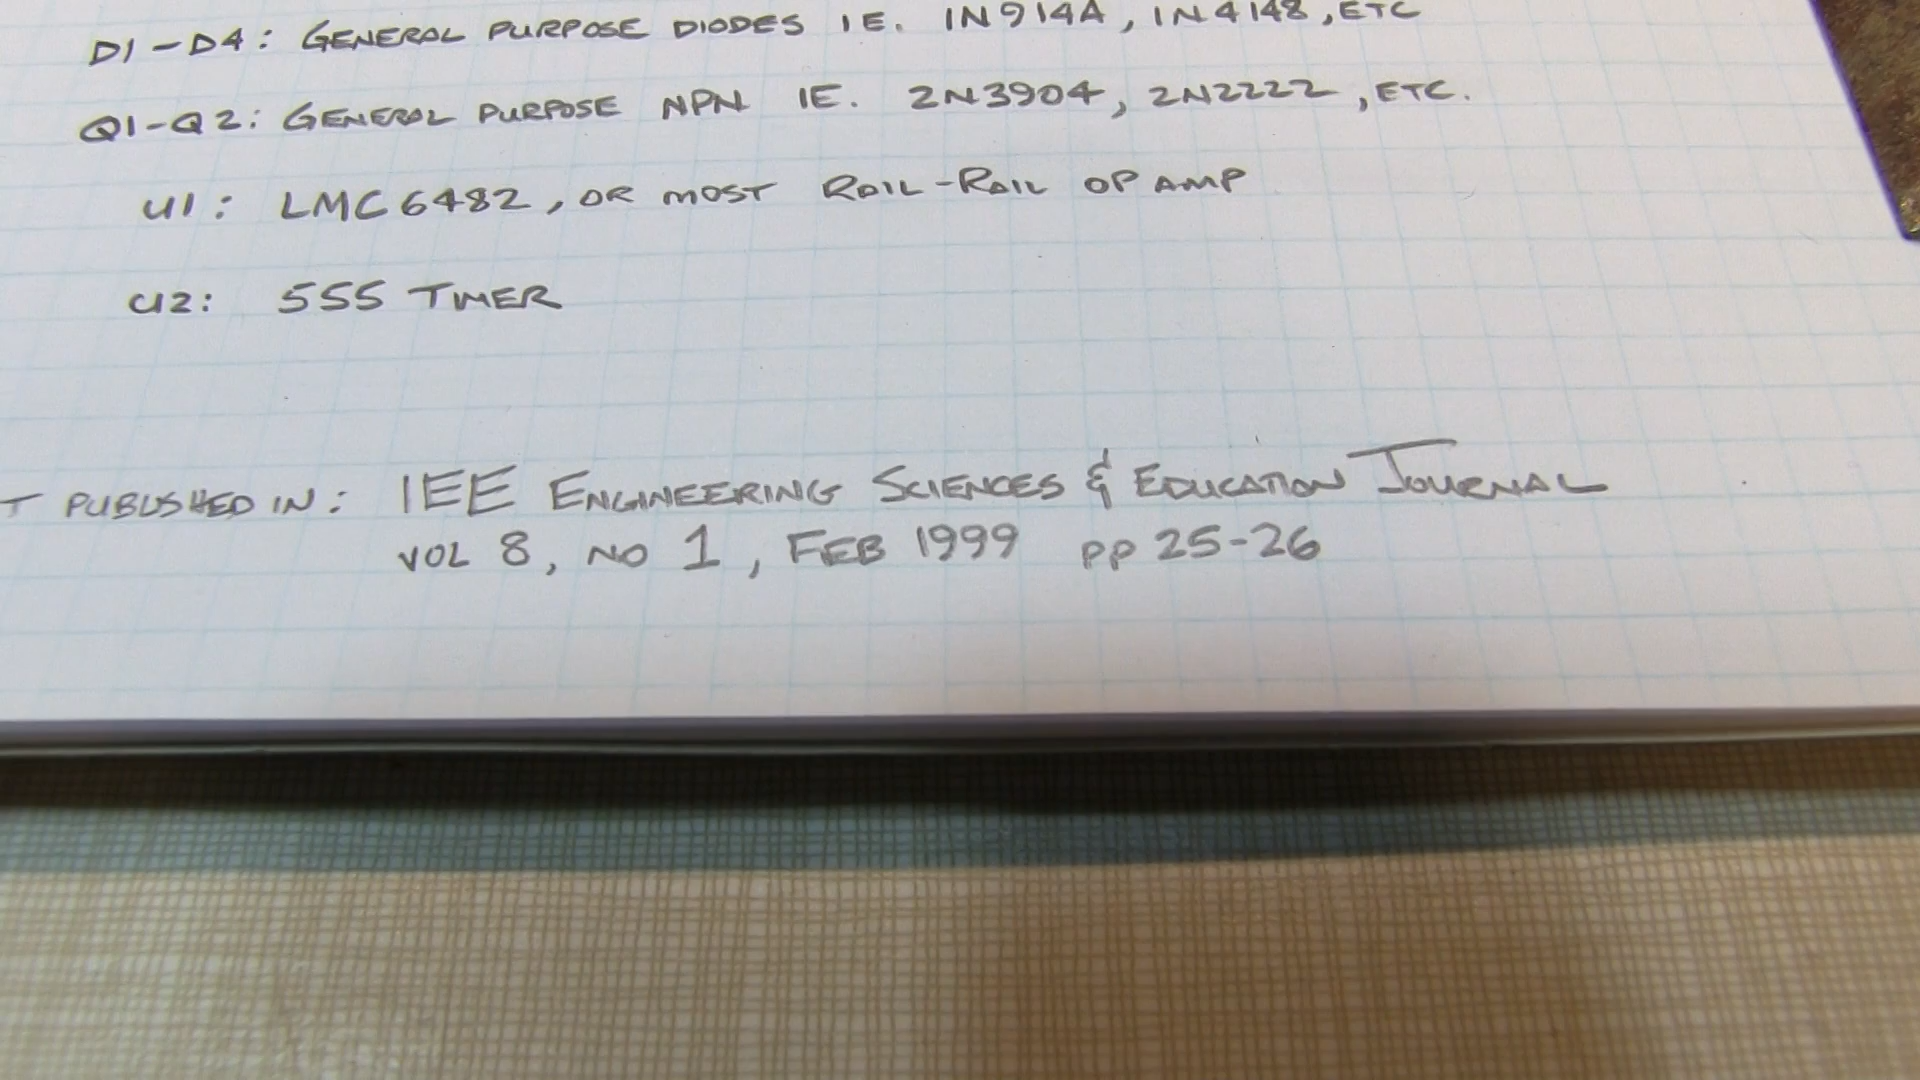 D1-D4: GENERAL PURPOSE DIODES IE. 1N914A, 1N4148, ETC
Q1-Q2: GENERAL PURPOSE NPN IE. 2N3904, 2N2222, ETC.
U1: LMC6482, OR MOST RAIL-RAIL OP AMP
U2: 555 TIMER
T PUBLISHED IN: IEE ENGINEERING SCIENCES & EDUCATION JOURNAL
VOL 8, NO 1, FEB 1999 PP 25-26